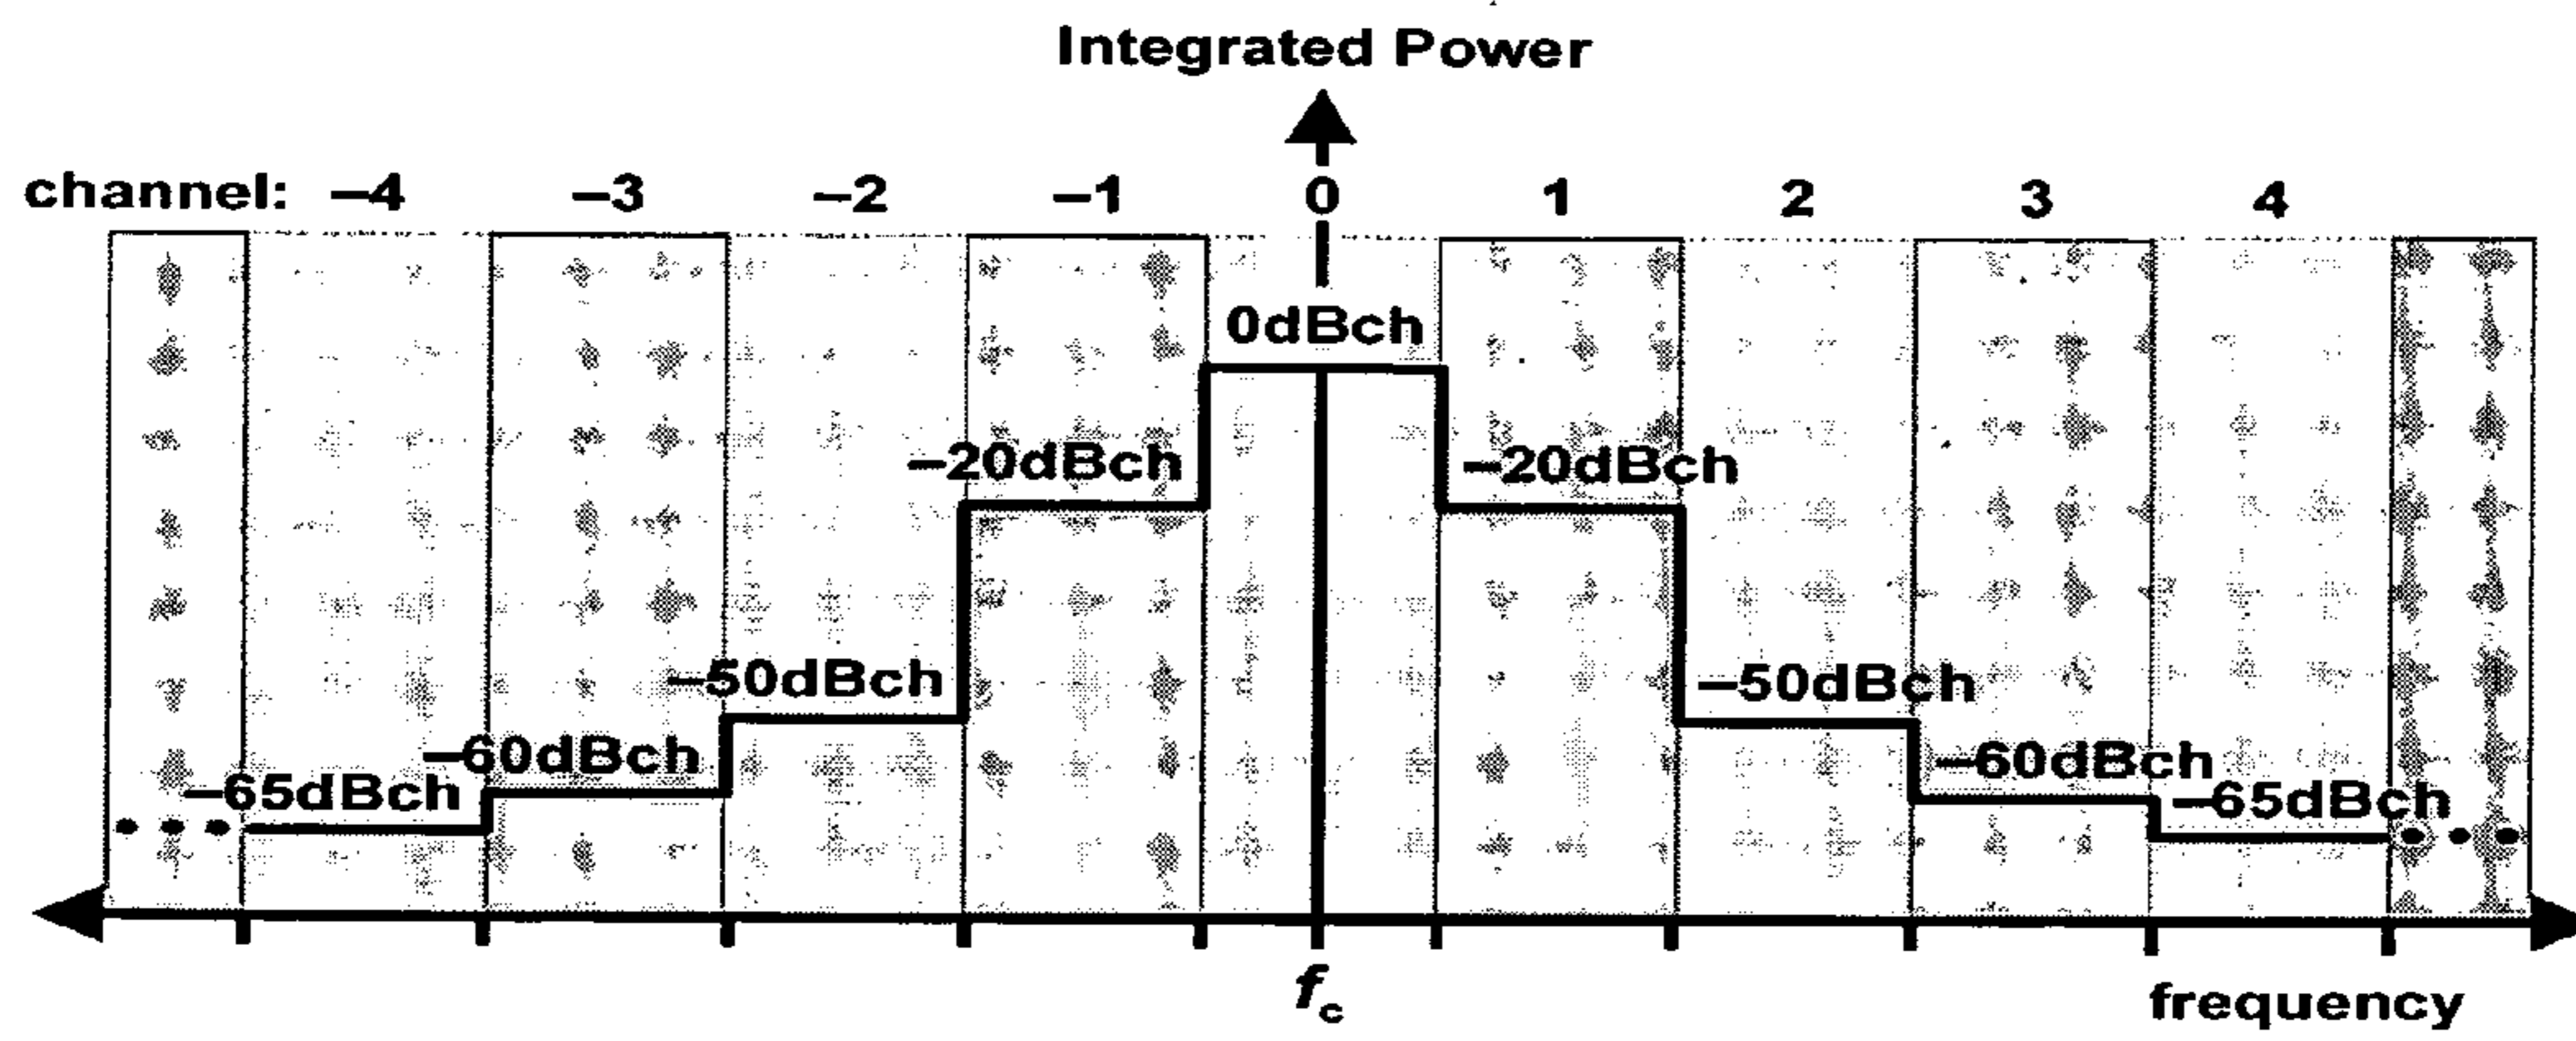 Integrated Power
channel: –4 –3 –2 –1 0 1 2 3 4
0dBch
–20dBch –20dBch
–50dBch –50dBch
–60dBch –60dBch
–65dBch –65dBch
fc
frequency